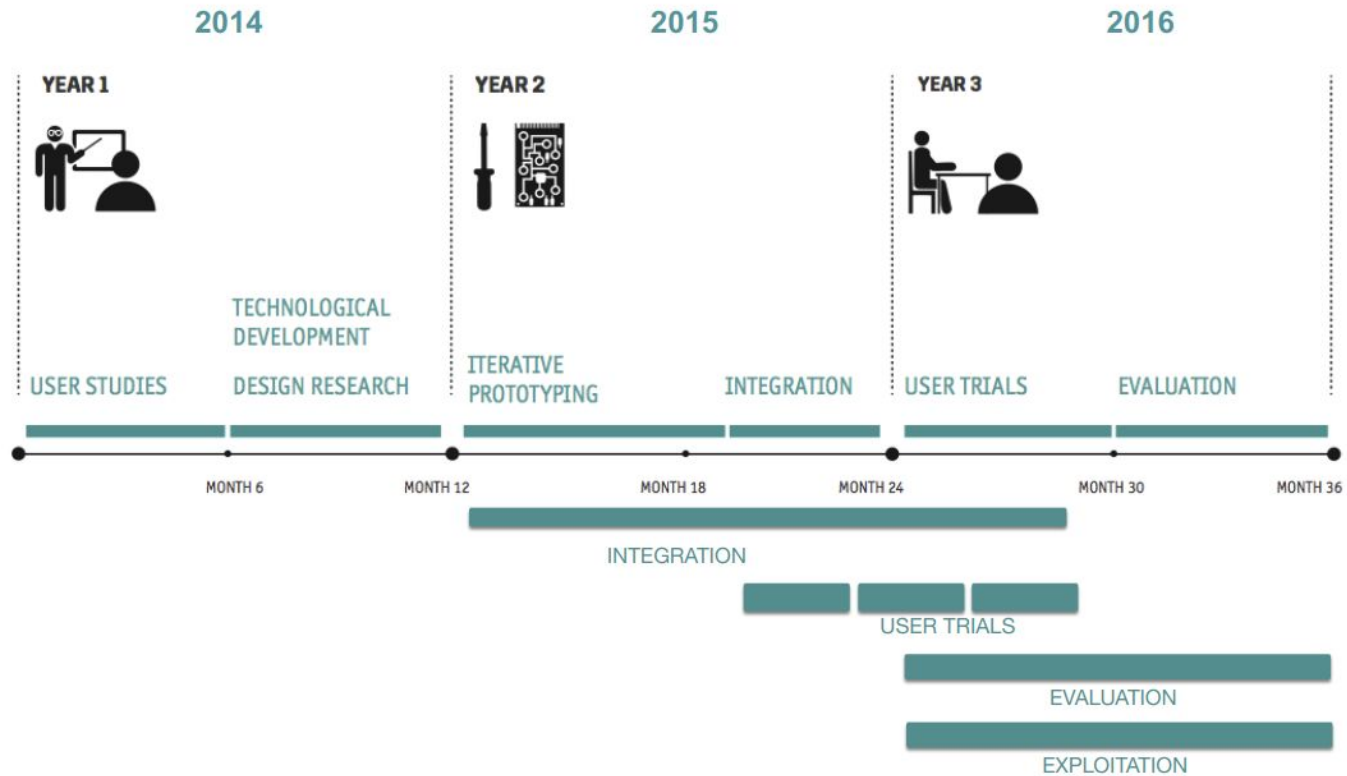 2014
2015
2016
YEAR 1
YEAR 2
YEAR 3
TECHNOLOGICAL
DEVELOPMENT
USER STUDIES
DESIGN RESEARCH
ITERATIVE
PROTOTYPING
INTEGRATION
USER TRIALS
EVALUATION
MONTH 6
MONTH 12
MONTH 18
MONTH 24
MONTH 30
MONTH 36
INTEGRATION
USER TRIALS
EVALUATION
EXPLOITATION